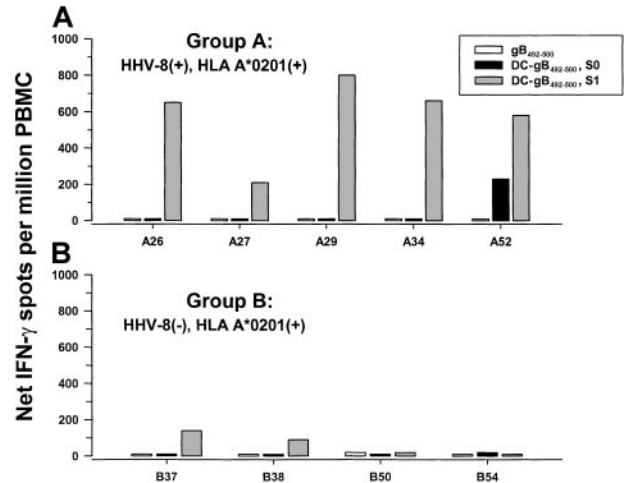 A
Group A:
HHV-8(+), HLA A*0201(+)
gB492-500
DC-gB492-500, S0
DC-gB492-500, S1
1000
800
600
400
200
0
A26 A27 A29 A34 A52
Net IFN-γ spots per million PBMC
B
Group B:
HHV-8(-), HLA A*0201(+)
1000
800
600
400
200
0
B37 B38 B50 B54